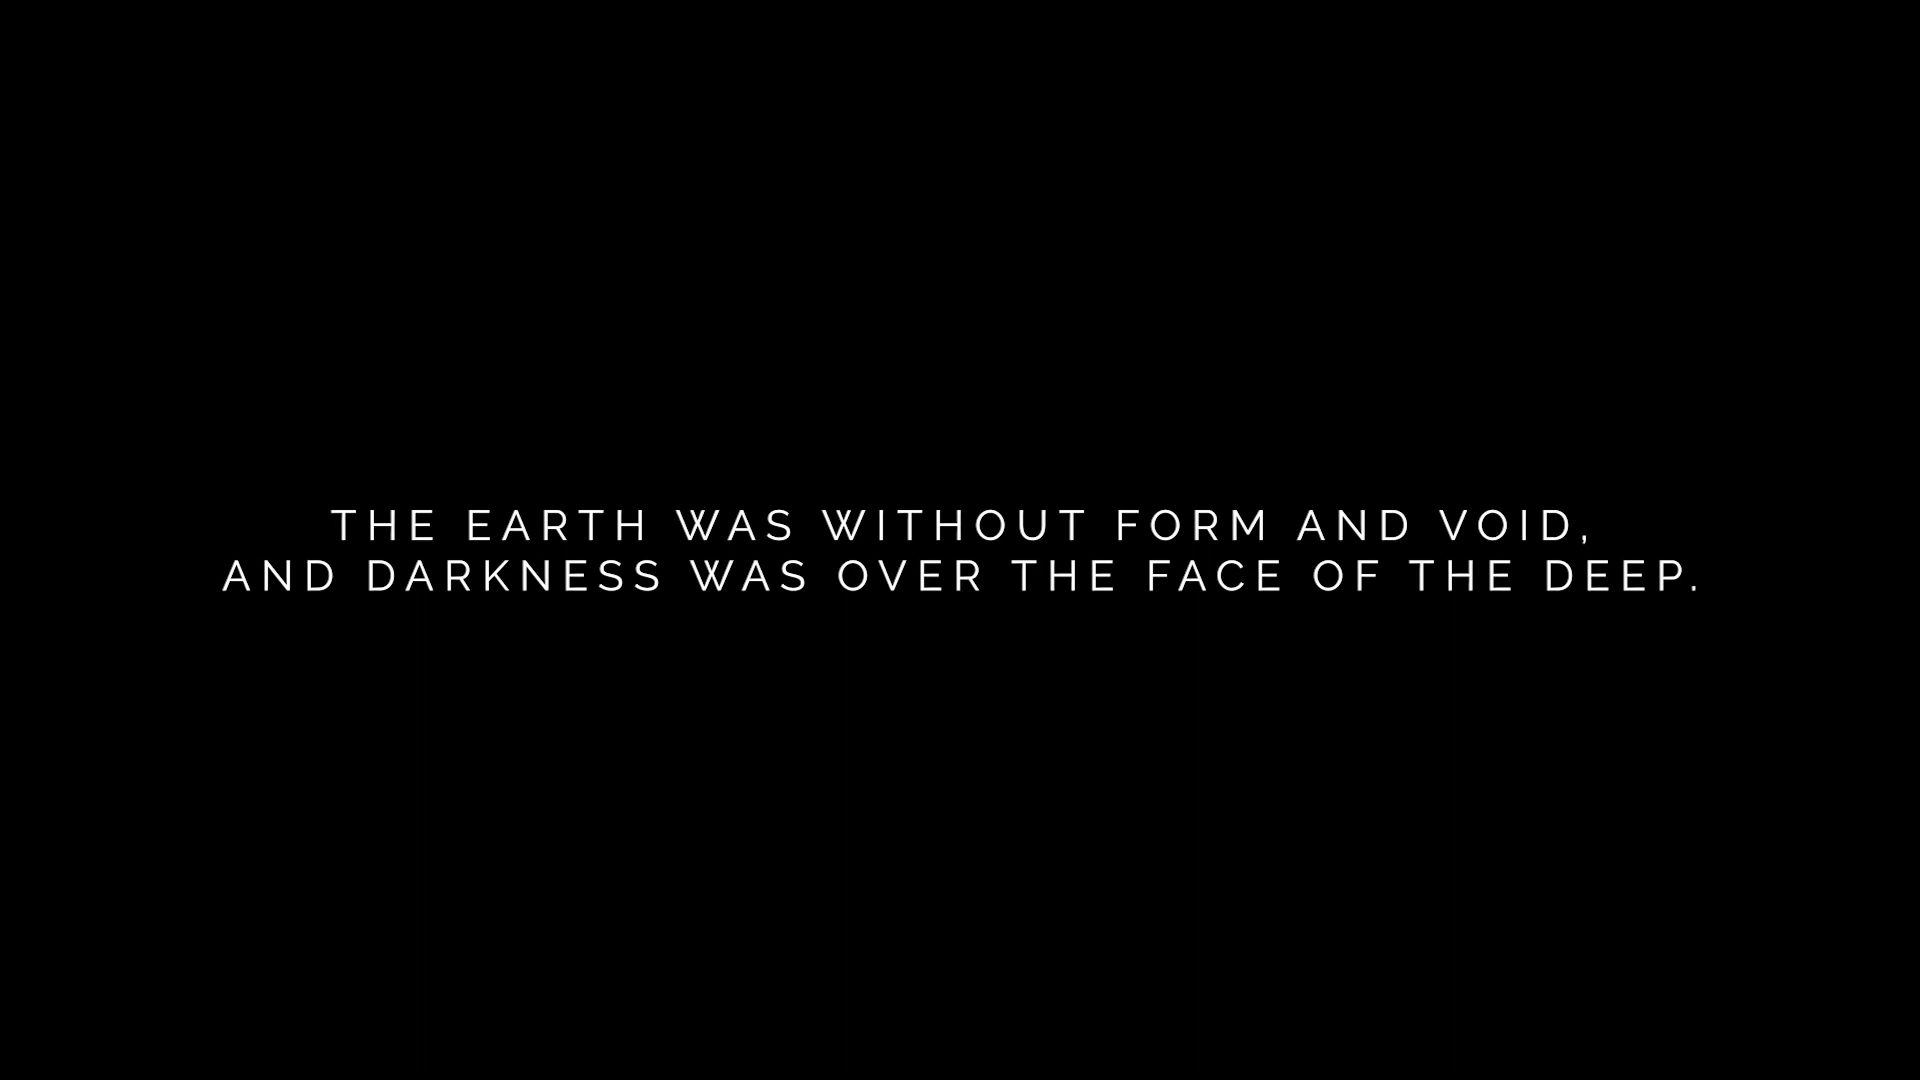 THE EARTH WAS WITHOUT FORM AND VOID,
AND DARKNESS WAS OVER THE FACE OF THE DEEP.